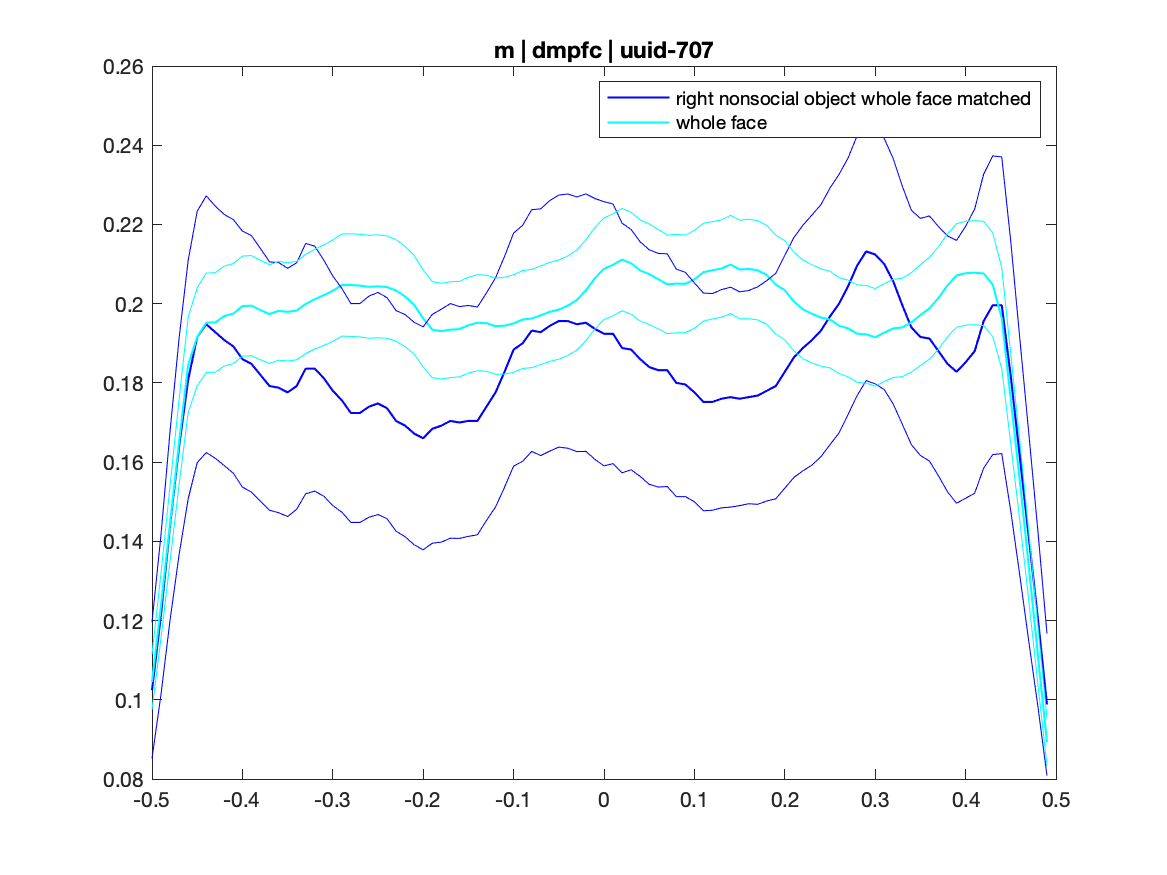 m | dmpfc | uuid-707
right nonsocial object whole face matched
whole face
0.26
0.24
0.22
0.2
0.18
0.16
0.14
0.12
0.1
0.08
-0.5 -0.4 -0.3 -0.2 -0.1 0 0.1 0.2 0.3 0.4 0.5